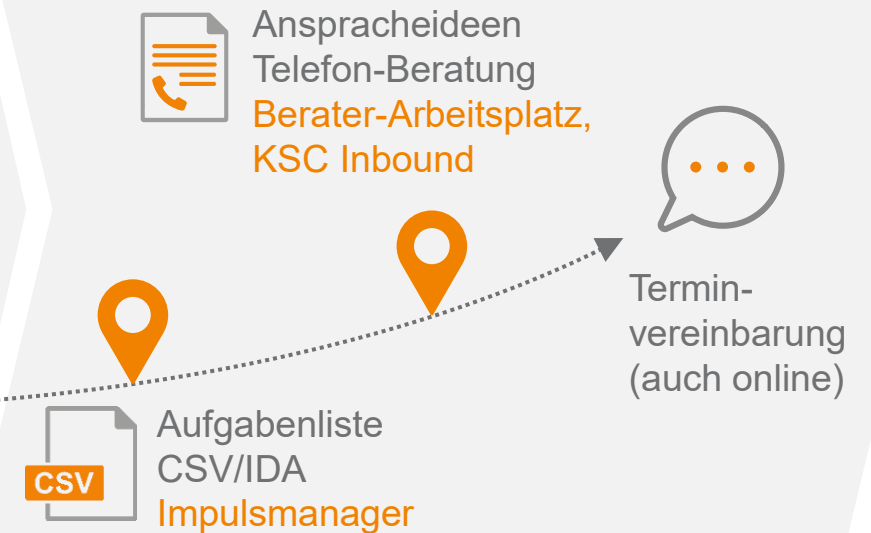 Anspracheideen
Telefon-Beratung
Berater-Arbeitsplatz,
KSC Inbound
Termin-
vereinbarung
(auch online)
CSV
Aufgabenliste
CSV/IDA
Impulsmanager